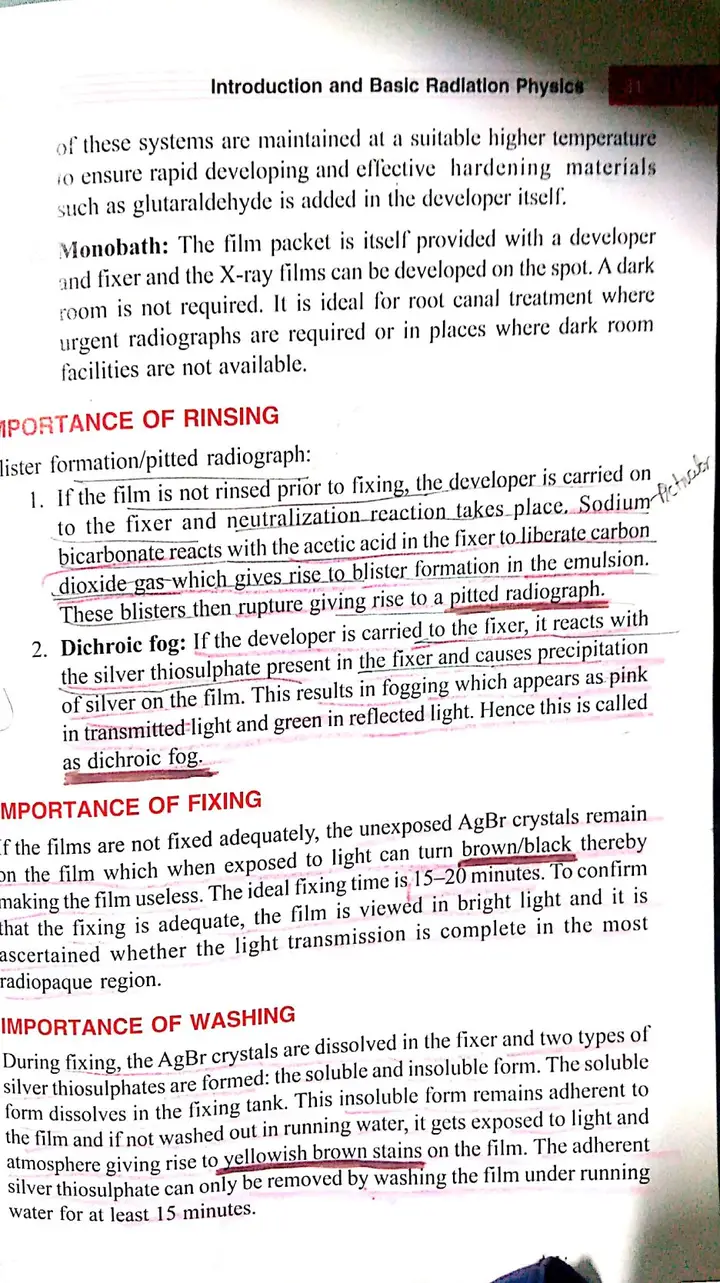 Introduction and Basic Radiation Physics
of these systems are maintained at a suitable higher temperature
to ensure rapid developing and effective hardening materials
such as glutaraldehyde is added in the developer itself.
Monobath: The film packet is itself provided with a developer
and fixer and the X-ray films can be developed on the spot. A dark
room is not required. It is ideal for root canal treatment where
urgent radiographs are required or in places where dark room
facilities are not available.
MPORTANCE OF RINSING
lister formation/pitted radiograph:
1. If the film is not rinsed prior to fixing, the developer is carried on
to the fixer and neutralization reaction takes place. Sodium
Activator
bicarbonate reacts with the acetic acid in the fixer to liberate carbon
dioxide gas which gives rise to blister formation in the emulsion.
These blisters then rupture giving rise to a pitted radiograph.
2. Dichroic fog: If the developer is carried to the fixer, it reacts with
the silver thiosulphate present in the fixer and causes precipitation
of silver on the film. This results in fogging which appears as pink
in transmitted light and green in reflected light. Hence this is called
as dichroic fog.
MPORTANCE OF FIXING
f the films are not fixed adequately, the unexposed AgBr crystals remain
on the film which when exposed to light can turn brown/black thereby
making the film useless. The ideal fixing time is 15–20 minutes. To confirm
that the fixing is adequate, the film is viewed in bright light and it is
ascertained whether the light transmission is complete in the most
radiopaque region.
IMPORTANCE OF WASHING
During fixing, the AgBr crystals are dissolved in the fixer and two types of
silver thiosulphates are formed: the soluble and insoluble form. The soluble
form dissolves in the fixing tank. This insoluble form remains adherent to
the film and if not washed out in running water, it gets exposed to light and
atmosphere giving rise to yellowish brown stains on the film. The adherent
silver thiosulphate can only be removed by washing the film under running
water for at least 15 minutes.